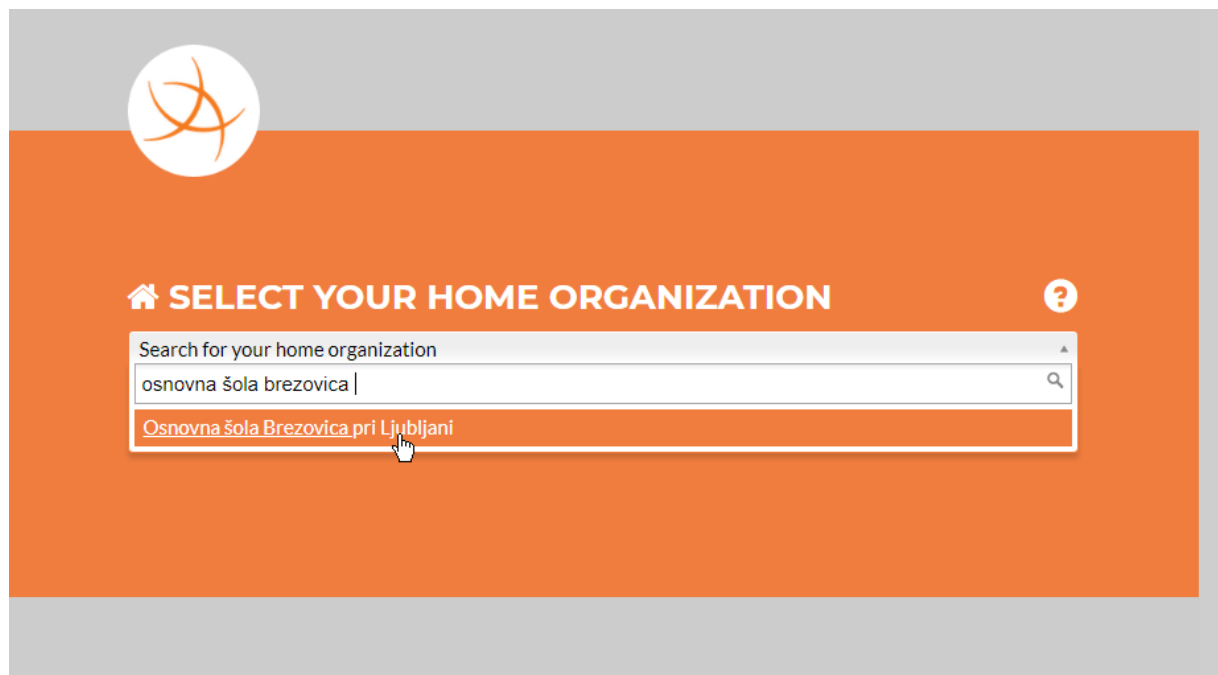 SELECT YOUR HOME ORGANIZATION
Search for your home organization
osnovna šola brezovica
Osnovna šola Brezovica pri Ljubljani